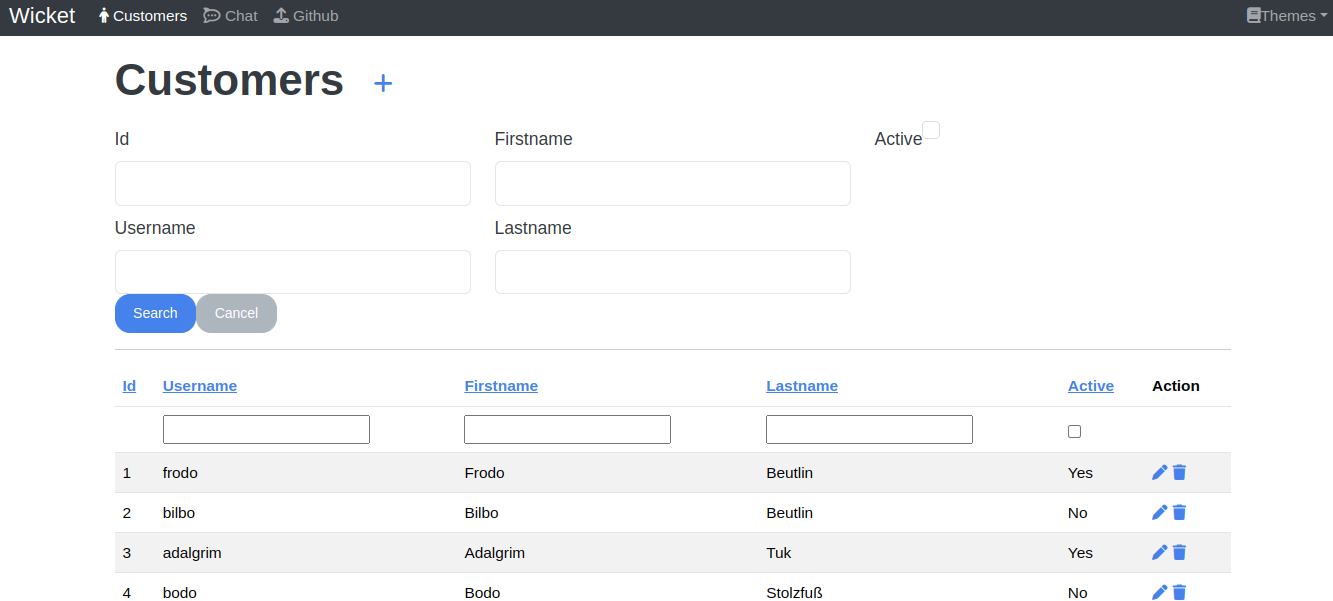 Wicket Customers Chat Github Themes
Customers +
Id Firstname Active
Username Lastname
Search Cancel
Id Username Firstname Lastname Active Action
1 frodo Frodo Beutlin Yes
2 bilbo Bilbo Beutlin No
3 adalgrim Adalgrim Tuk Yes
4 bodo Bodo Stolzfuß No